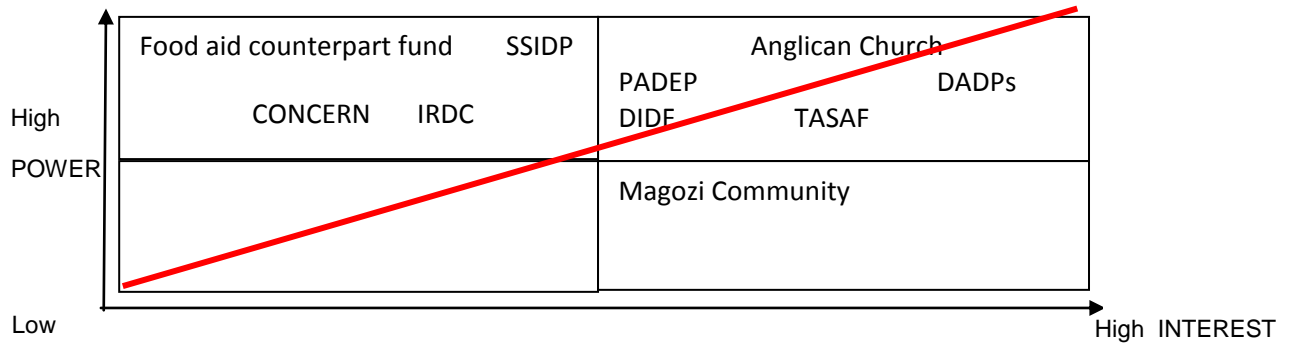 Food aid counterpart fund SSIDP
CONCERN IRDC
Anglican Church
PADEP DADPs
DIDF TASAF
High
POWER
Magozi Community
Low
High INTEREST